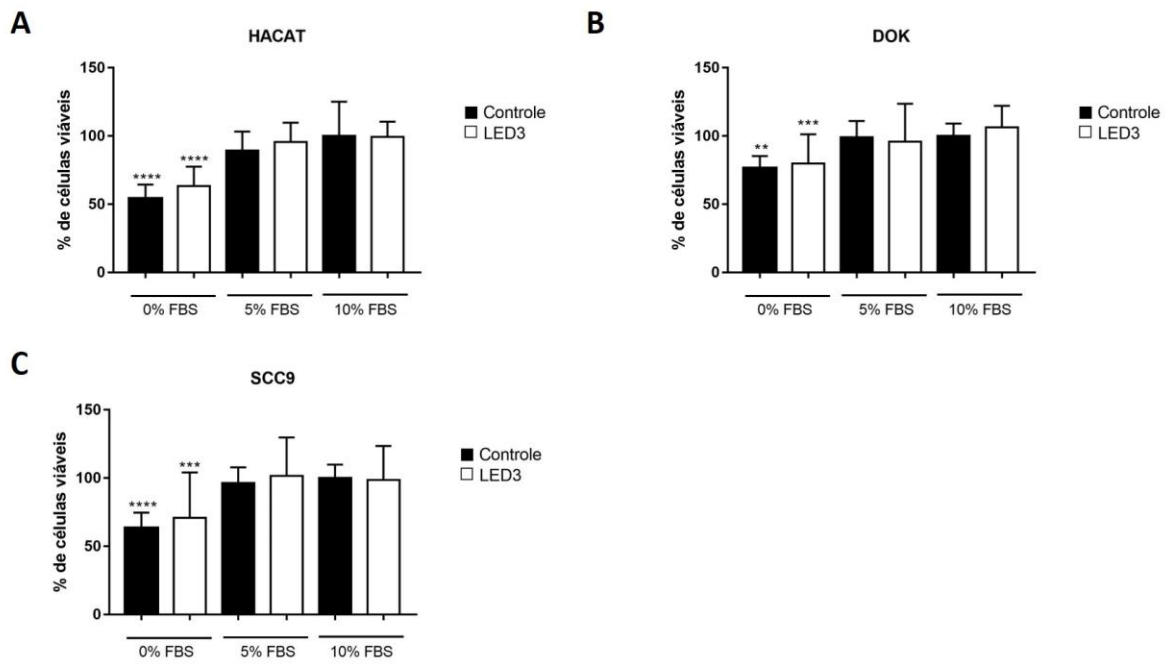 A
HACAT
150
100
50
0
% de células viáveis
****
****
0% FBS
5% FBS
10% FBS
Controle
LED3
B
DOK
150
100
50
0
% de células viáveis
**
***
0% FBS
5% FBS
10% FBS
Controle
LED3
C
SCC9
150
100
50
0
% de células viáveis
****
***
0% FBS
5% FBS
10% FBS
Controle
LED3